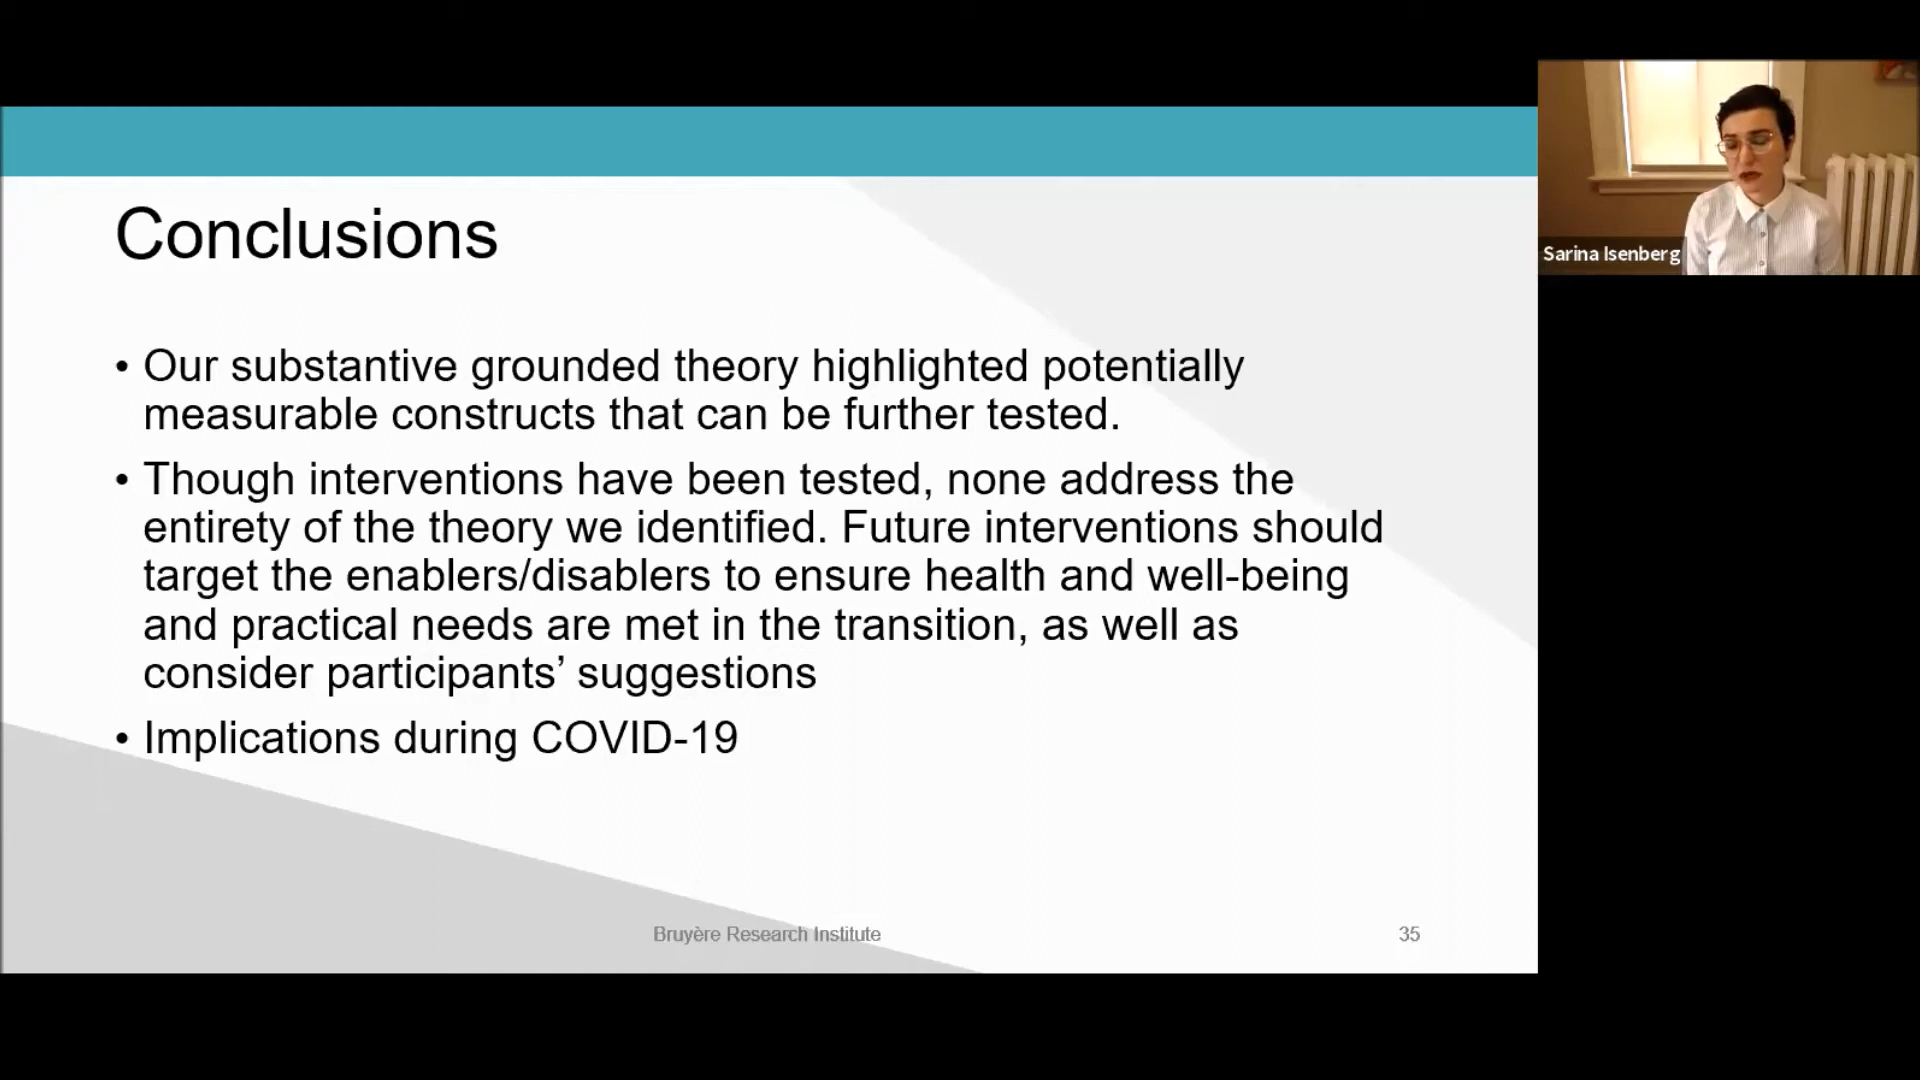 Conclusions
• Our substantive grounded theory highlighted potentially
measurable constructs that can be further tested.
• Though interventions have been tested, none address the
entirety of the theory we identified. Future interventions should
target the enablers/disablers to ensure health and well-being
and practical needs are met in the transition, as well as
consider participants’ suggestions
• Implications during COVID-19
Bruyère Research Institute
35
Sarina Isenberg